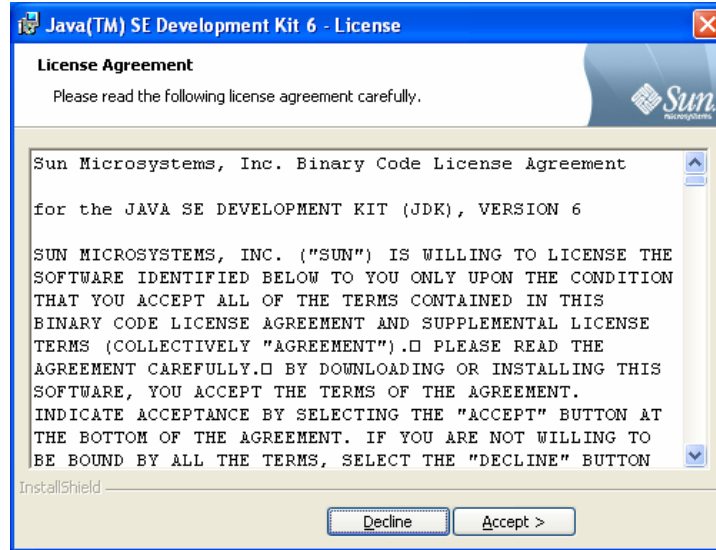 Java(TM) SE Development Kit 6 - License
License Agreement
Please read the following license agreement carefully.
Sun
microsystems
Sun Microsystems, Inc. Binary Code License Agreement
for the JAVA SE DEVELOPMENT KIT (JDK), VERSION 6
SUN MICROSYSTEMS, INC. ("SUN") IS WILLING TO LICENSE THE
SOFTWARE IDENTIFIED BELOW TO YOU ONLY UPON THE CONDITION
THAT YOU ACCEPT ALL OF THE TERMS CONTAINED IN THIS
BINARY CODE LICENSE AGREEMENT AND SUPPLEMENTAL LICENSE
TERMS (COLLECTIVELY "AGREEMENT").□ PLEASE READ THE
AGREEMENT CAREFULLY.□ BY DOWNLOADING OR INSTALLING THIS
SOFTWARE, YOU ACCEPT THE TERMS OF THE AGREEMENT.
INDICATE ACCEPTANCE BY SELECTING THE "ACCEPT" BUTTON AT
THE BOTTOM OF THE AGREEMENT. IF YOU ARE NOT WILLING TO
BE BOUND BY ALL THE TERMS, SELECT THE "DECLINE" BUTTON
InstallShield
Decline
Accept >